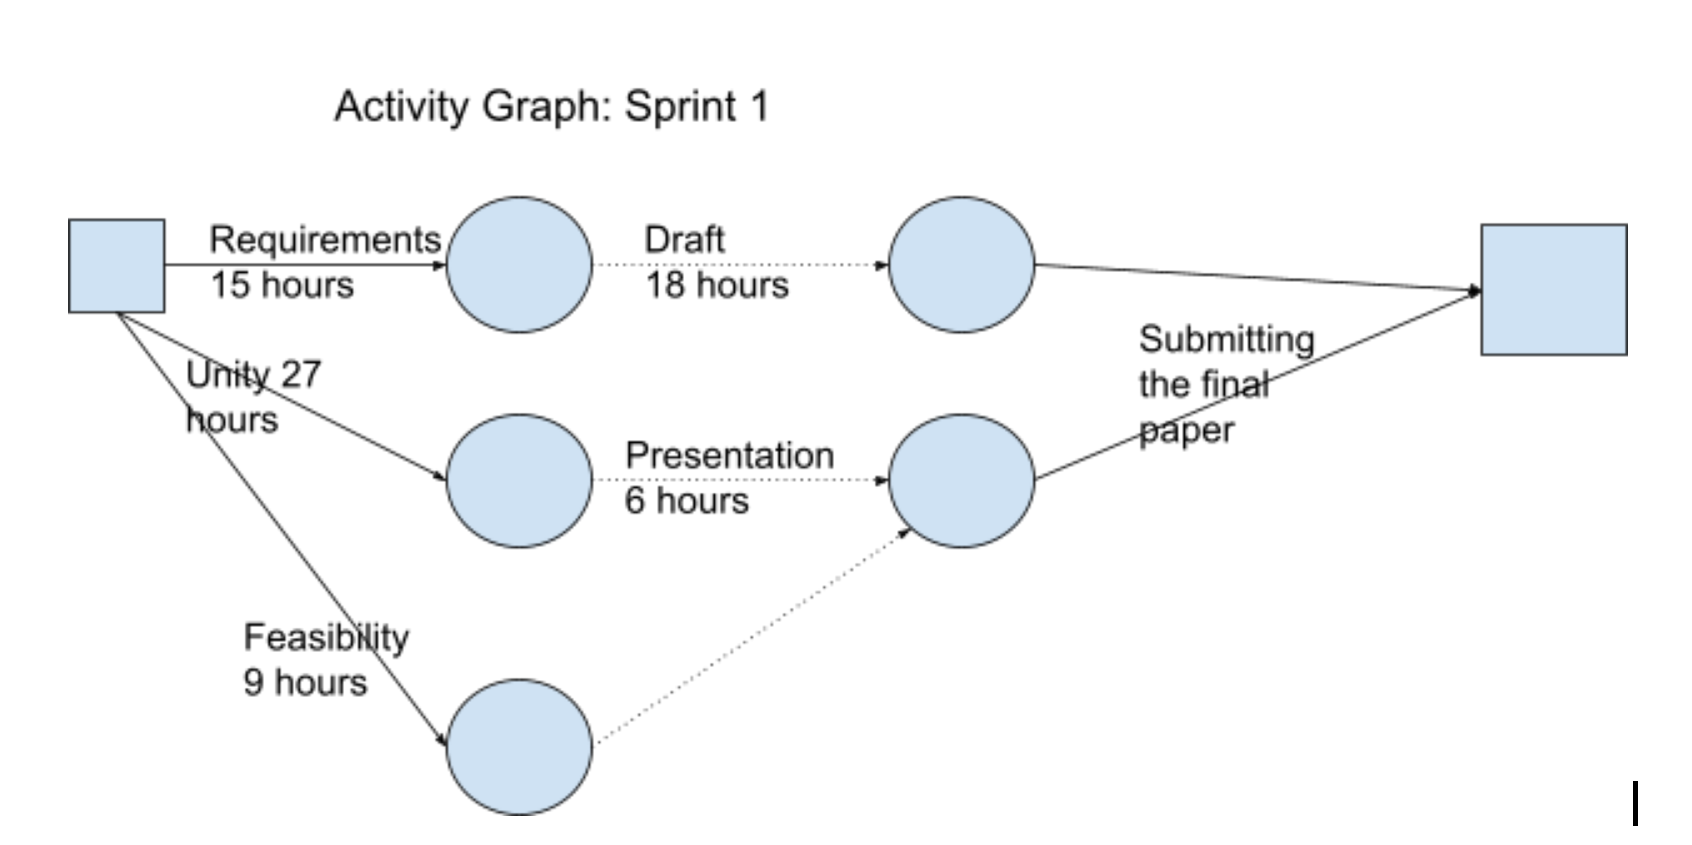 Activity Graph: Sprint 1
Requirements
15 hours
Draft
18 hours
Unity 27
hours
Submitting
the final
paper
Presentation
6 hours
Feasibility
9 hours